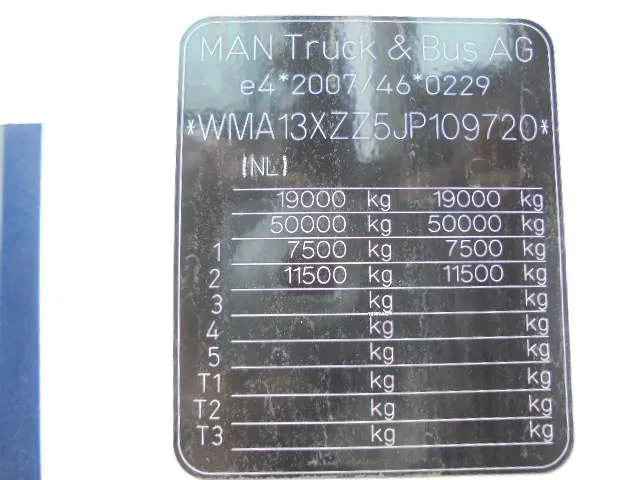 MAN Truck & Bus AG
e4*2007/46*0229
*WMA13XZZ5JP109720*
(NL)
19000 kg 19000 kg
50000 kg 50000 kg
1 7500 kg 7500 kg
2 11500 kg 11500 kg
3 kg kg
4 kg kg
5 kg kg
T1 kg kg
T2 kg kg
T3 kg kg